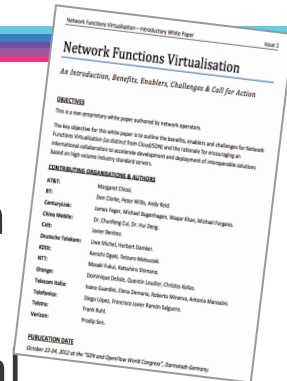 Network Functions Virtualisation – Introductory White Paper
Issue 1
Network Functions Virtualisation
An Introduction, Benefits, Enablers, Challenges & Call for Action
OBJECTIVES
This is a non-proprietary white paper authored by network operators.
The key objective for this white paper is to outline the benefits, enablers and challenges for Network
Functions Virtualisation (as distinct from Cloud/SDN) and the rationale for encouraging an
international collaboration to accelerate development and deployment of interoperable solutions
based on high volume industry standard servers.
CONTRIBUTING ORGANISATIONS & AUTHORS
AT&T: Margaret Chiosi.
BT: Don Clarke, Peter Willis, Andy Reid.
CenturyLink: James Feger, Michael Bugenhagen, Waqar Khan, Michael Fargano.
China Mobile: Dr. Chunfeng Cui, Dr. Hui Deng.
Colt: Javier Benitez.
Deutsche Telekom: Uwe Michel, Herbert Damker.
KDDI: Kenichi Ogaki, Tetsuro Matsuzaki.
NTT: Masaki Fukui, Katsuhiro Shimano.
Orange: Dominique Delisle, Quentin Loudier, Christos Kolias.
Telecom Italia: Ivano Guardini, Elena Demaria, Roberto Minerva, Antonio Manzalini.
Telefonica: Diego López, Francisco Javier Ramón Salguero.
Telstra: Frank Ruhl.
Verizon: Prodip Sen.
PUBLICATION DATE
October 22-24, 2012 at the "SDN and OpenFlow World Congress", Darmstadt-Germany.